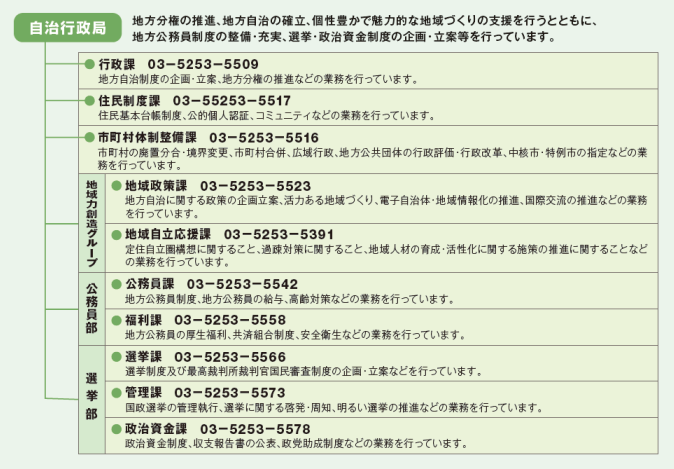 自治行政局
地方分権の推進、地方自治の確立、個性豊かで魅力的な地域づくりの支援を行うとともに、
地方公務員制度の整備・充実、選挙・政治資金制度の企画・立案等を行っています。
行政課 03−5253−5509
地方自治制度の企画・立案、地方分権の推進などの業務を行っています。
住民制度課 03−55253−5517
住民基本台帳制度、公的個人認証、コミュニティなどの業務を行っています。
市町村体制整備課 03−5253−5516
市町村の廃置分合・境界変更、市町村合併、広域行政、地方公共団体の行政評価・行政改革、中核市・特例市の指定などの業
務を行っています。
地域力創造グループ
地域政策課 03−5253−5523
地方自治に関する政策の企画立案、活力ある地域づくり、電子自治体・地域情報化の推進、国際交流の推進などの業務
を行っています。
地域自立応援課 03−5253−5391
定住自立圏構想に関すること、過疎対策に関すること、地域人材の育成・活性化に関する施策の推進に関することなど
の業務を行っています。
公務員部
公務員課 03−5253−5542
地方公務員制度、地方公務員の給与、高齢対策などの業務を行っています。
福利課 03−5253−5558
地方公務員の厚生福利、共済組合制度、安全衛生などの業務を行っています。
選挙部
選挙課 03−5253−5566
選挙制度及び最高裁判所裁判官国民審査制度の企画・立案などを行っています。
管理課 03−5253−5573
国政選挙の管理執行、選挙に関する啓発・周知、明るい選挙の推進などの業務を行っています。
政治資金課 03−5253−5578
政治資金制度、収支報告書の公表、政党助成制度などの業務を行っています。